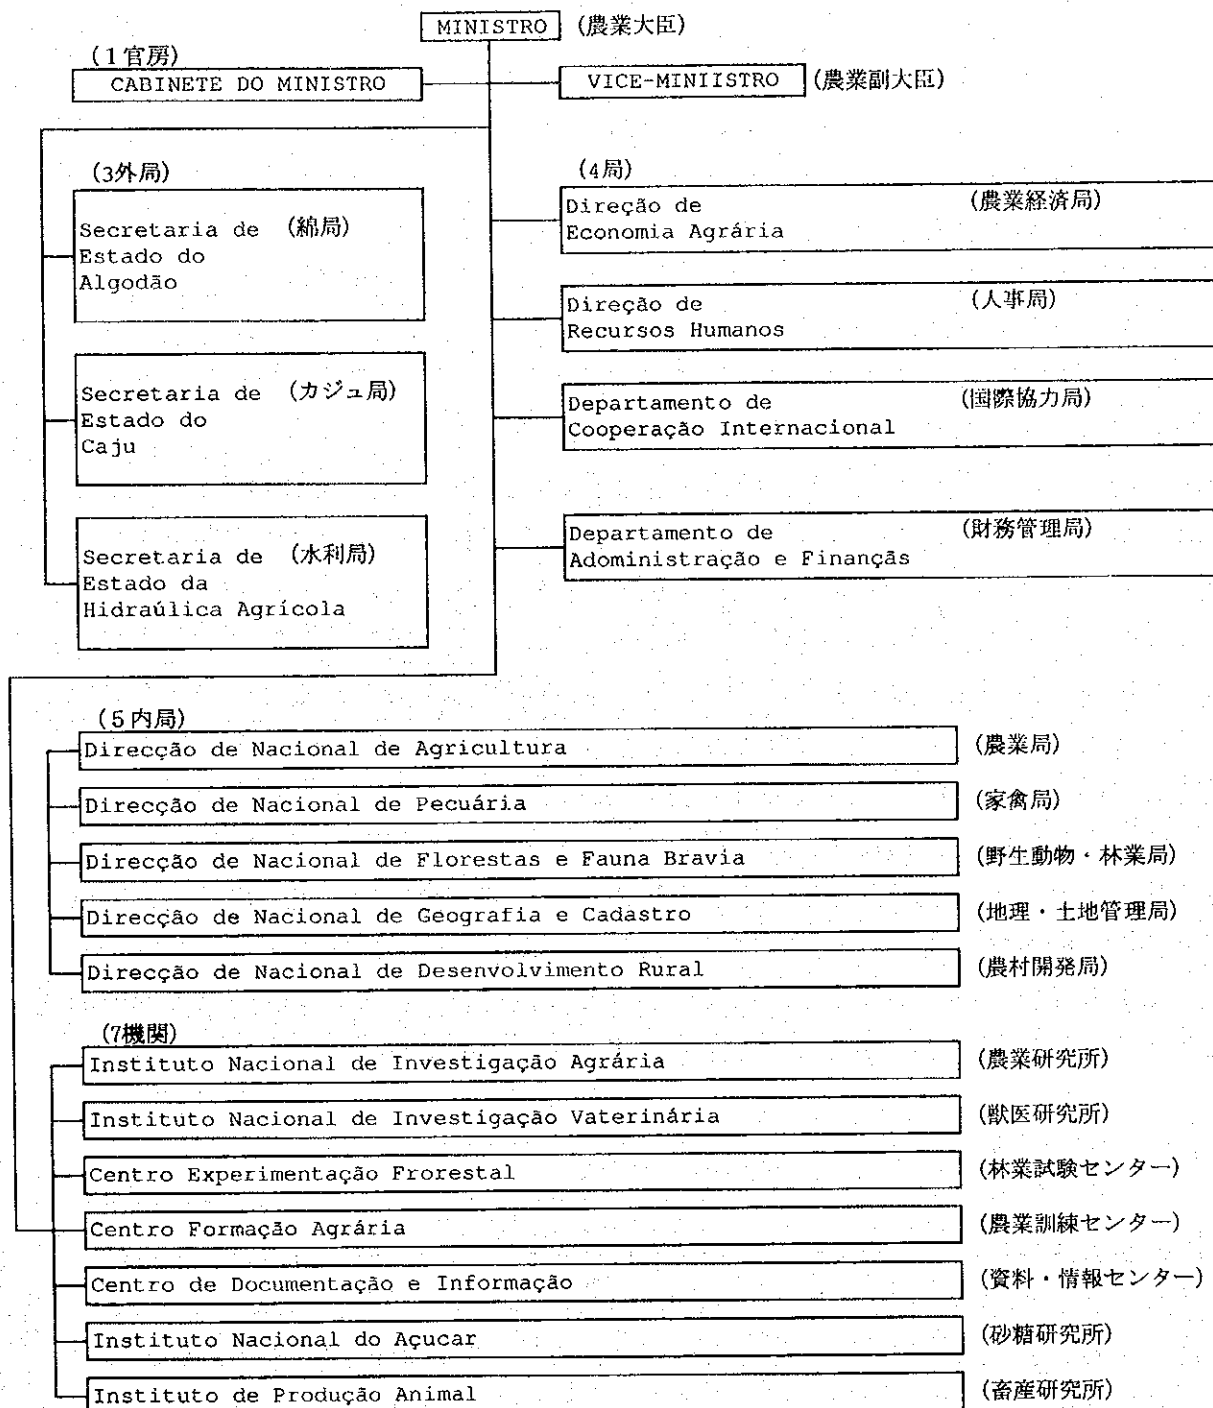 MINISTRO (農業大臣)
(1官房)
CABINETE DO MINISTRO
VICE-MINIISTRO (農業副大臣)
(3外局)
Secretaria de (綿局)
Estado do
Algodão
Secretaria de (カジュ局)
Estado do
Caju
Secretaria de (水利局)
Estado da
Hidraúlica Agrícola
(4局)
Direção de (農業経済局)
Economia Agrária
Direção de (人事局)
Recursos Humanos
Departamento de (国際協力局)
Cooperação Internacional
Departamento de (財務管理局)
Adoministração e Finançãs
(5内局)
Direcção de Nacional de Agricultura (農業局)
Direcção de Nacional de Pecuária (家禽局)
Direcção de Nacional de Florestas e Fauna Bravia (野生動物・林業局)
Direcção de Nacional de Geografia e Cadastro (地理・土地管理局)
Direcção de Nacional de Desenvolvimento Rural (農村開発局)
(7機関)
Instituto Nacional de Investigação Agrária (農業研究所)
Instituto Nacional de Investigação Vaterinária (獣医研究所)
Centro Experimentação Frorestal (林業試験センター)
Centro Formação Agrária (農業訓練センター)
Centro de Documentação e Informação (資料・情報センター)
Instituto Nacional do Açucar (砂糖研究所)
Instituto de Produção Animal (畜産研究所)